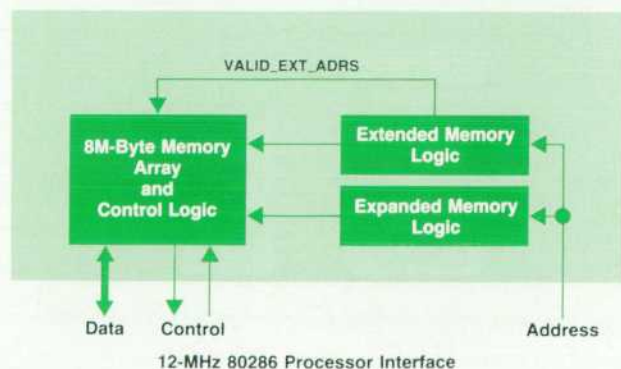 VALID_EXT_ADRS
8M-Byte Memory
Array
and
Control Logic
Extended Memory
Logic
Expanded Memory
Logic
Data
Control
Address
12-MHz 80286 Processor Interface